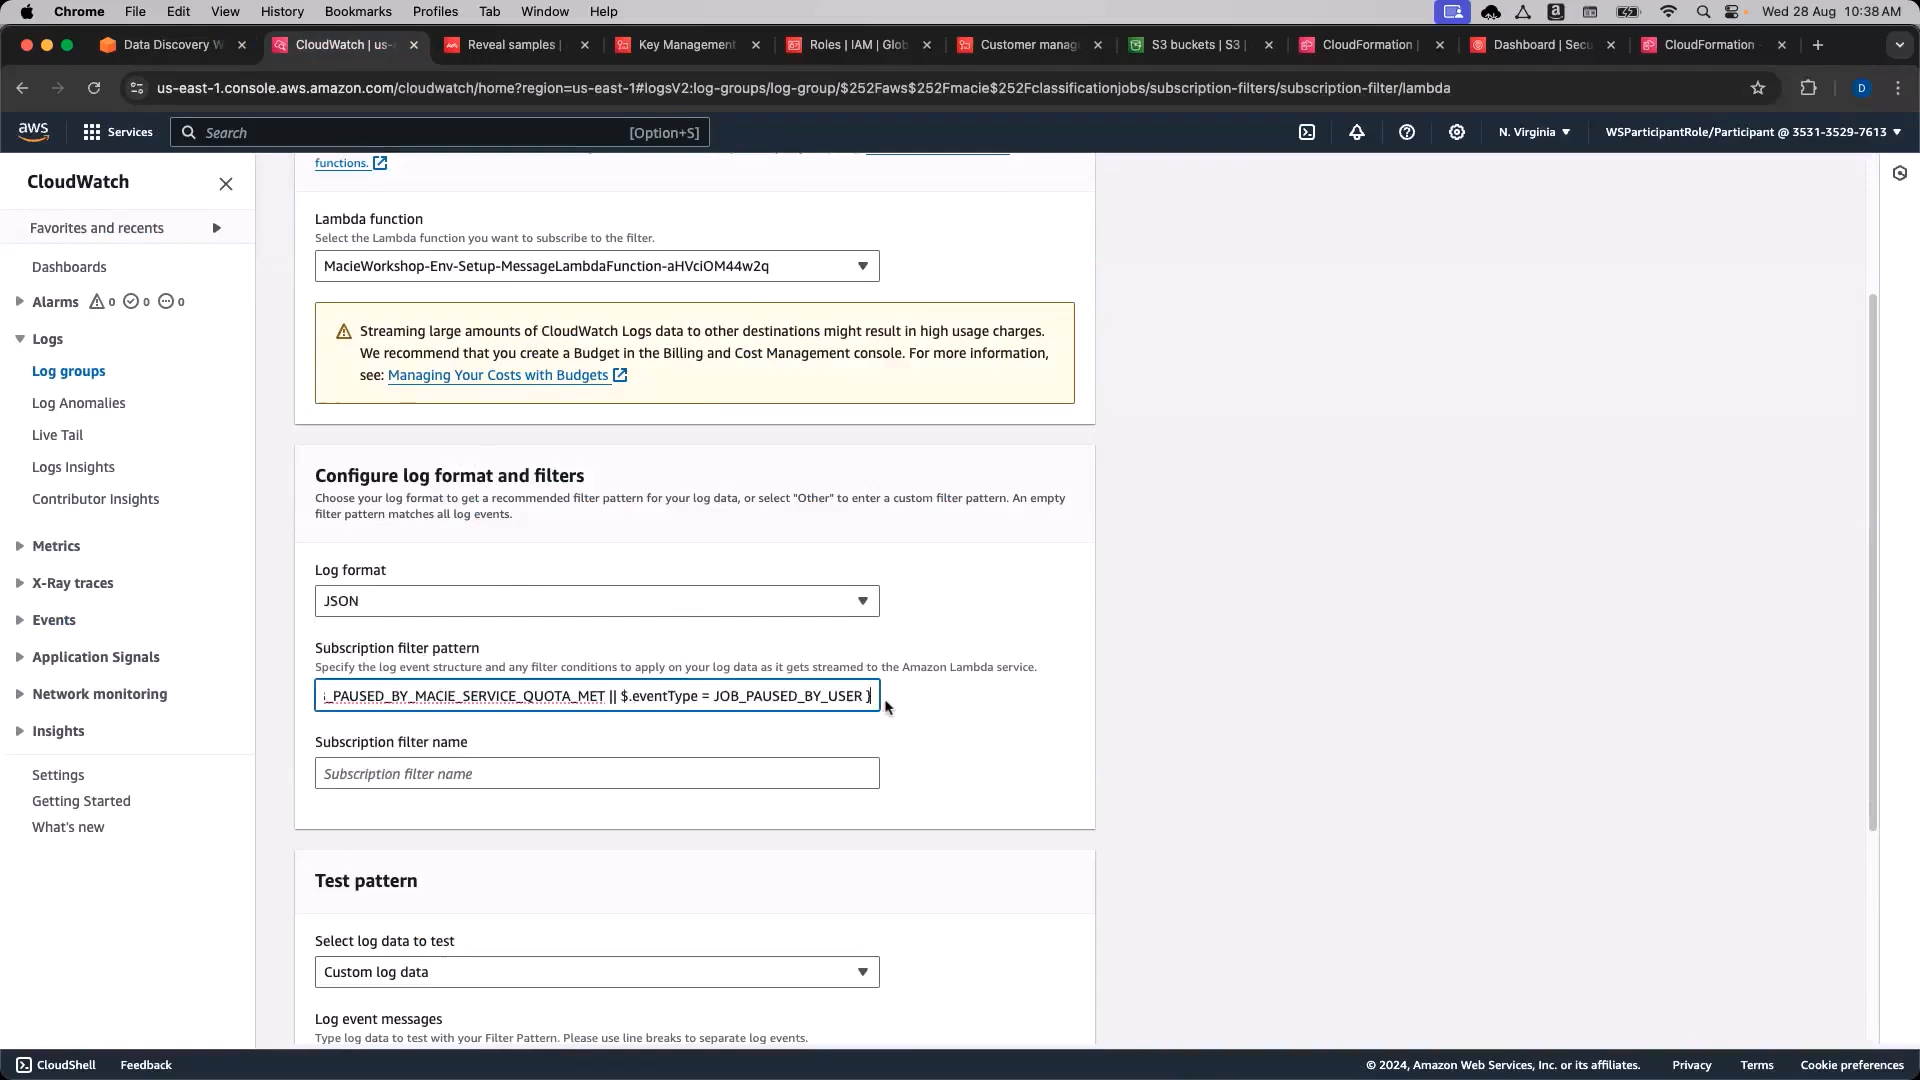 Chrome File Edit View History Bookmarks Profiles Tab Window Help
Wed 28 Aug 10:38 AM
Data Discovery W
CloudWatch | us-
Reveal samples |
Key Management
Roles | IAM | Glob
Customer manag
S3 buckets | S3 |
CloudFormation |
Dashboard | Secu
CloudFormation
us-east-1.console.aws.amazon.com/cloudwatch/home?region=us-east-1#logsV2:log-groups/log-group/$252Faws$252Fmacie$252Fclassificationjobs/subscription-filters/subscription-filter/lambda
D
aws
Services
Search
[Option+S]
N. Virginia
WSParticipantRole/Participant @ 3531-3529-7613
CloudWatch
Favorites and recents
Dashboards
Alarms 0 0 0
Logs
Log groups
Log Anomalies
Live Tail
Logs Insights
Contributor Insights
Metrics
X-Ray traces
Events
Application Signals
Network monitoring
Insights
Settings
Getting Started
What's new
functions.
Lambda function
Select the Lambda function you want to subscribe to the filter.
MacieWorkshop-Env-Setup-MessageLambdaFunction-aHVciOM44w2q
Streaming large amounts of CloudWatch Logs data to other destinations might result in high usage charges.
We recommend that you create a Budget in the Billing and Cost Management console. For more information,
see: Managing Your Costs with Budgets
Configure log format and filters
Choose your log format to get a recommended filter pattern for your log data, or select "Other" to enter a custom filter pattern. An empty
filter pattern matches all log events.
Log format
JSON
Subscription filter pattern
Specify the log event structure and any filter conditions to apply on your log data as it gets streamed to the Amazon Lambda service.
_PAUSED_BY_MACIE_SERVICE_QUOTA_MET || $.eventType = JOB_PAUSED_BY_USER }
Subscription filter name
Subscription filter name
Test pattern
Select log data to test
Custom log data
Log event messages
Type log data to test with your Filter Pattern. Please use line breaks to separate log events.
CloudShell
Feedback
© 2024, Amazon Web Services, Inc. or its affiliates.
Privacy
Terms
Cookie preferences